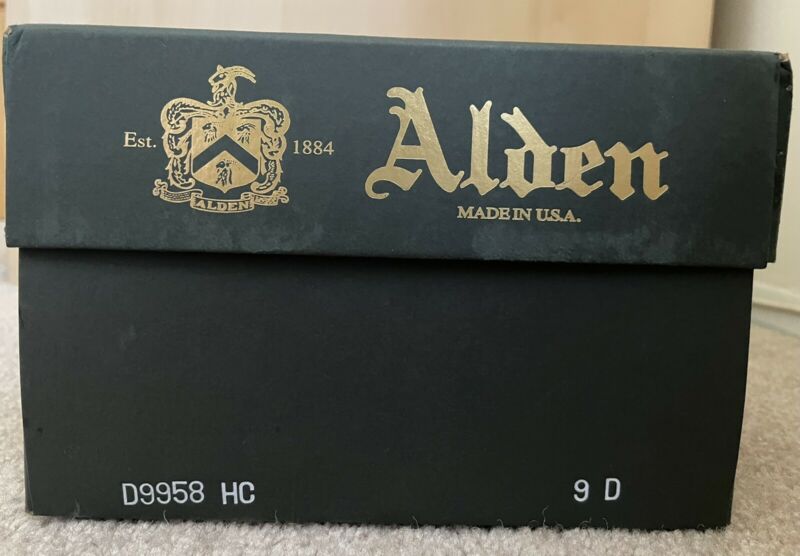 Est. 1884
ALDEN
Alden
MADE IN U.S.A.
D9958 HC 9 D